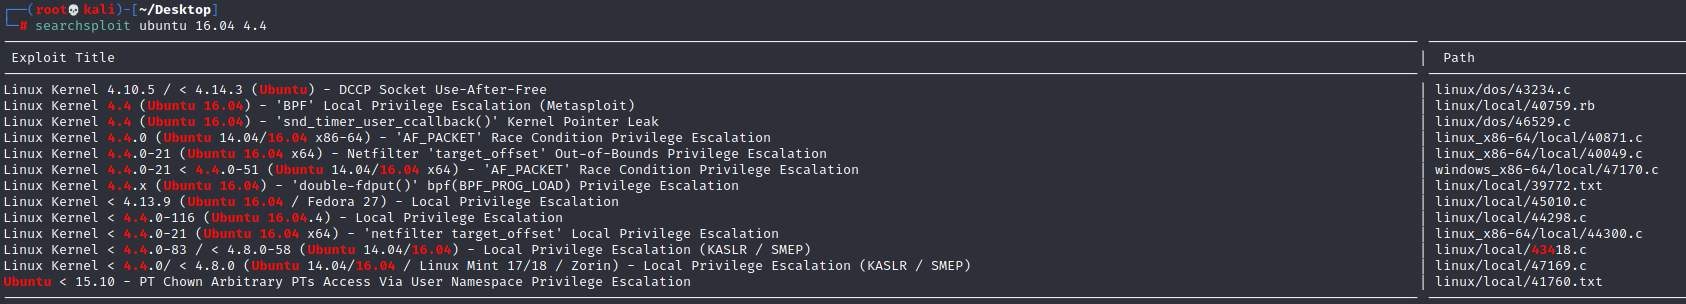 (root💀kali)-[~/Desktop]
# searchsploit ubuntu 16.04 4.4
Exploit Title | Path
Linux Kernel 4.10.5 / < 4.14.3 (Ubuntu) - DCCP Socket Use-After-Free | linux/dos/43234.c
Linux Kernel 4.4 (Ubuntu 16.04) - 'BPF' Local Privilege Escalation (Metasploit) | linux/local/40759.rb
Linux Kernel 4.4 (Ubuntu 16.04) - 'snd_timer_user_ccallback()' Kernel Pointer Leak | linux/dos/46529.c
Linux Kernel 4.4.0 (Ubuntu 14.04/16.04 x86-64) - 'AF_PACKET' Race Condition Privilege Escalation | linux_x86-64/local/40871.c
Linux Kernel 4.4.0-21 (Ubuntu 16.04 x64) - Netfilter 'target_offset' Out-of-Bounds Privilege Escalation | linux_x86-64/local/40049.c
Linux Kernel 4.4.0-21 < 4.4.0-51 (Ubuntu 14.04/16.04 x64) - 'AF_PACKET' Race Condition Privilege Escalation | windows_x86-64/local/47170.c
Linux Kernel 4.4.x (Ubuntu 16.04) - 'double-fdput()' bpf(BPF_PROG_LOAD) Privilege Escalation | linux/local/39772.txt
Linux Kernel < 4.13.9 (Ubuntu 16.04 / Fedora 27) - Local Privilege Escalation | linux/local/45010.c
Linux Kernel < 4.4.0-116 (Ubuntu 16.04.4) - Local Privilege Escalation | linux/local/44298.c
Linux Kernel < 4.4.0-21 (Ubuntu 16.04 x64) - 'netfilter target_offset' Local Privilege Escalation | linux_x86-64/local/44300.c
Linux Kernel < 4.4.0-83 / < 4.8.0-58 (Ubuntu 14.04/16.04) - Local Privilege Escalation (KASLR / SMEP) | linux/local/43418.c
Linux Kernel < 4.4.0/ < 4.8.0 (Ubuntu 14.04/16.04 / Linux Mint 17/18 / Zorin) - Local Privilege Escalation (KASLR / SMEP) | linux/local/47169.c
Ubuntu < 15.10 - PT Chown Arbitrary PTs Access Via User Namespace Privilege Escalation | linux/local/41760.txt